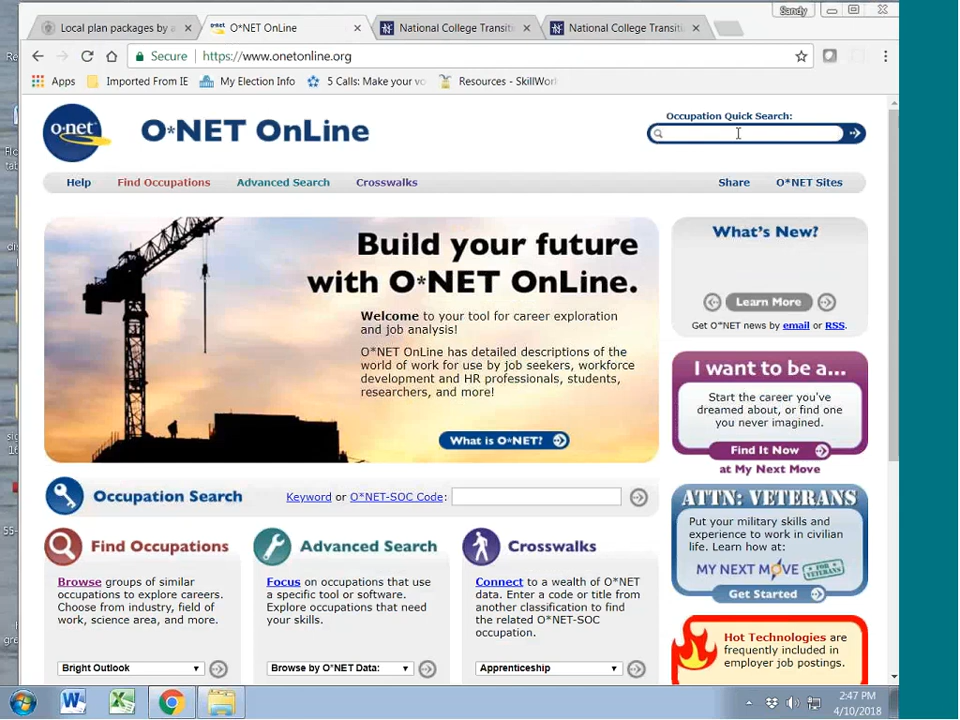 Sandy
Local plan packages by a
O*NET OnLine
National College Transiti
National College Transiti
Secure
https://www.onetonline.org
Apps
Imported From IE
My Election Info
5 Calls: Make your vo
Resources - SkillWor
o·net
O*NET OnLine
Occupation Quick Search:
Help
Find Occupations
Advanced Search
Crosswalks
Share
O*NET Sites
Build your future
with O*NET OnLine.
Welcome to your tool for career exploration
and job analysis!
O*NET OnLine has detailed descriptions of the
world of work for use by job seekers, workforce
development and HR professionals, students,
researchers, and more!
What is O*NET?
What's New?
Learn More
Get O*NET news by email or RSS.
I want to be a...
Start the career you've
dreamed about, or find one
you never imagined.
Find It Now
at My Next Move
Occupation Search
Keyword or O*NET-SOC Code:
ATTN: VETERANS
Put your military skills and
experience to work in civilian
life. Learn how at:
MY NEXT MOVE
FOR VETERANS
Get Started
Find Occupations
Browse groups of similar
occupations to explore careers.
Choose from industry, field of
work, science area, and more.
Bright Outlook
Advanced Search
Focus on occupations that use
a specific tool or software.
Explore occupations that need
your skills.
Browse by O*NET Data:
Crosswalks
Connect to a wealth of O*NET
data. Enter a code or title from
another classification to find
the related O*NET-SOC
occupation.
Apprenticeship
Hot Technologies are
frequently included in
employer job postings.
2:47 PM
4/10/2018